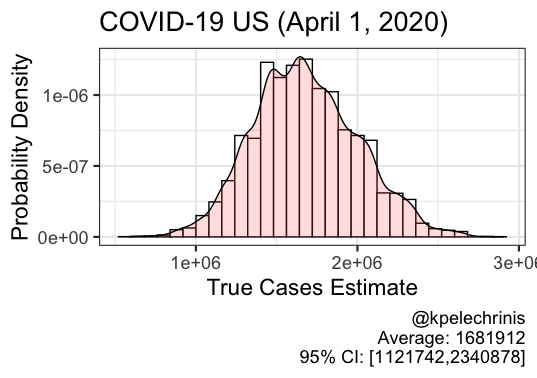 COVID-19 US (April 1, 2020)
Probability Density
1e-06
5e-07
0e+00
1e+06
2e+06
3e+0
True Cases Estimate
@kpelechrinis
Average: 1681912
95% CI: [1121742,2340878]